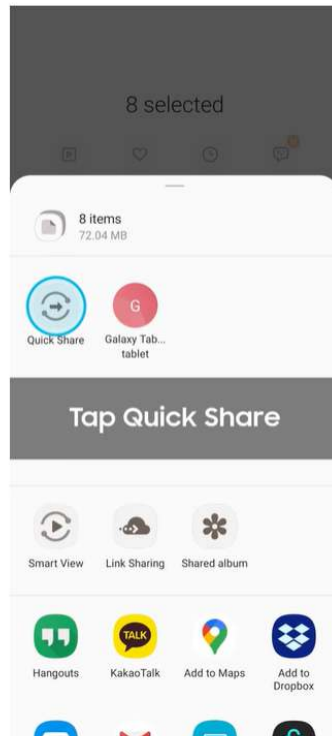 8 selected
8 items
72.04 MB
G
Quick Share
Galaxy Tab...
tablet
Tap Quick Share
Smart View
Link Sharing
Shared album
TALK
Hangouts
KakaoTalk
Add to Maps
Add to
Dropbox